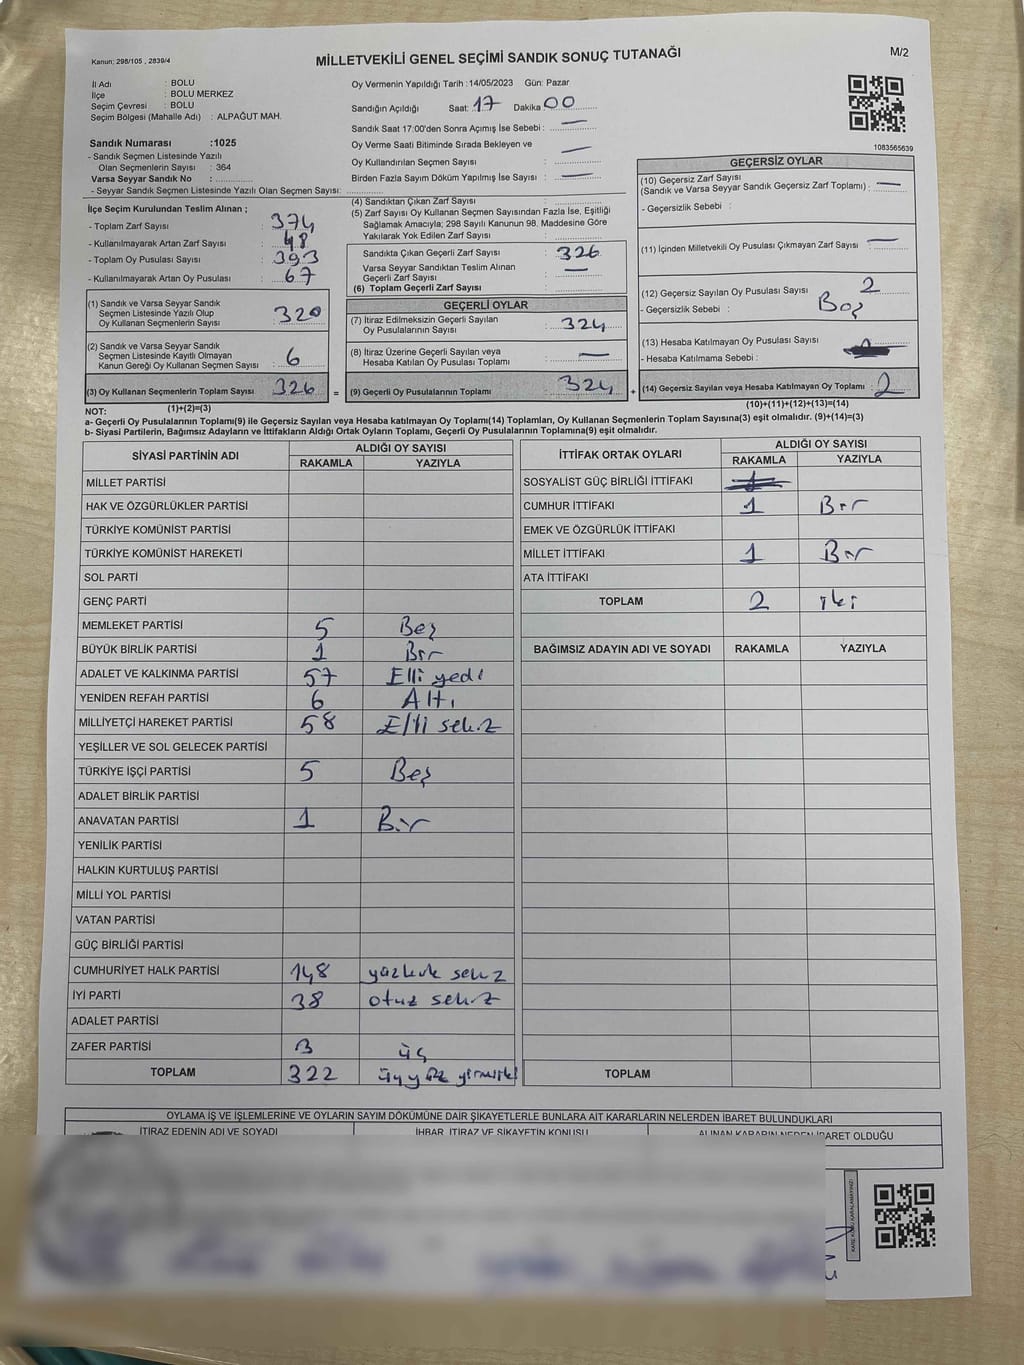 Kanun; 298/105 , 2839/4
MİLLETVEKİLİ GENEL SEÇİMİ SANDIK SONUÇ TUTANAĞI
M/2
İl Adı : BOLU
İlçe : BOLU MERKEZ
Seçim Çevresi : BOLU
Seçim Bölgesi (Mahalle Adı) : ALPAĞUT MAH.
Sandık Numarası :1025
- Sandık Seçmen Listesinde Yazılı
Olan Seçmenlerin Sayısı : 364
Varsa Seyyar Sandık No :
- Seyyar Sandık Seçmen Listesinde Yazılı Olan Seçmen Sayısı:
Oy Vermenin Yapıldığı Tarih :14/05/2023 Gün: Pazar
Sandığın Açıldığı Saat: 17 Dakika 00
Sandık Saat 17:00'den Sonra Açımış İse Sebebi : —
Oy Verme Saati Bitiminde Sırada Bekleyen ve
Oy Kullandırılan Seçmen Sayısı : —
Birden Fazla Sayım Döküm Yapılmış İse Sayısı : —
1083565639
İlçe Seçim Kurulundan Teslim Alınan ;
- Toplam Zarf Sayısı : 374
- Kullanılmayarak Artan Zarf Sayısı : 48
- Toplam Oy Pusulası Sayısı : 393
- Kullanılmayarak Artan Oy Pusulası : 67
(1) Sandık ve Varsa Seyyar Sandık
Seçmen Listesinde Yazılı Olup
Oy Kullanan Seçmenlerin Sayısı : 320
(2) Sandık ve Varsa Seyyar Sandık
Seçmen Listesinde Kayıtlı Olmayan
Kanun Gereği Oy Kullanan Seçmen Sayısı : 6
(3) Oy Kullanan Seçmenlerin Toplam Sayısı : 326 =
(4) Sandıktan Çıkan Zarf Sayısı :
(5) Zarf Sayısı Oy Kullanan Seçmen Sayısından Fazla İse, Eşitliği
Sağlamak Amacıyla; 298 Sayılı Kanunun 98. Maddesine Göre
Yakılarak Yok Edilen Zarf Sayısı :
Sandıkta Çıkan Geçerli Zarf Sayısı : 326
Varsa Seyyar Sandıktan Teslim Alınan
Geçerli Zarf Sayısı : —
(6) Toplam Geçerli Zarf Sayısı :
GEÇERLİ OYLAR
(7) İtiraz Edilmeksizin Geçerli Sayılan
Oy Pusulalarının Sayısı : 324
(8) İtiraz Üzerine Geçerli Sayılan veya
Hesaba Katılan Oy Pusulaları Toplamı : —
(9) Geçerli Oy Pusulalarının Toplamı : 324 +
GEÇERSİZ OYLAR
(10) Geçersiz Zarf Sayısı
(Sandık ve Varsa Seyyar Sandık Geçersiz Zarf Toplamı) : —
- Geçersizlik Sebebi :
(11) İçinden Milletvekili Oy Pusulası Çıkmayan Zarf Sayısı : —
(12) Geçersiz Sayılan Oy Pusulası Sayısı : 2
- Geçersizlik Sebebi : Boş
(13) Hesaba Katılmayan Oy Pusulası Sayısı
- Hesaba Katılmama Sebebi :
(14) Geçersiz Sayılan veya Hesaba Katılmayan Oy Toplamı : 2
(1)+(2)=(3)
(10)+(11)+(12)+(13)=(14)
NOT:
a- Geçerli Oy Pusulalarının Toplamı(9) ile Geçersiz Sayılan veya Hesaba katılmayan Oy Toplamı(14) Toplamları, Oy Kullanan Seçmenlerin Toplam Sayısına(3) eşit olmalıdır. (9)+(14)=(3)
b- Siyasi Partilerin, Bağımsız Adayların ve İttifakların Aldığı Ortak Oyların Toplamı, Geçerli Oy Pusulalarının Toplamına(9) eşit olmalıdır.
SİYASİ PARTİNİN ADI ALDIĞI OY SAYISI
RAKAMLA YAZIYLA
MİLLET PARTİSİ
HAK VE ÖZGÜRLÜKLER PARTİSİ
TÜRKİYE KOMÜNİST PARTİSİ
TÜRKİYE KOMÜNİST HAREKETİ
SOL PARTİ
GENÇ PARTİ
MEMLEKET PARTİSİ 5 Beş
BÜYÜK BİRLİK PARTİSİ 1 Bir
ADALET VE KALKINMA PARTİSİ 57 Elli yedi
YENİDEN REFAH PARTİSİ 6 Altı
MİLLİYETÇİ HAREKET PARTİSİ 58 Elli sekiz
YEŞİLLER VE SOL GELECEK PARTİSİ
TÜRKİYE İŞÇİ PARTİSİ 5 Beş
ADALET BİRLİK PARTİSİ
ANAVATAN PARTİSİ 1 Bir
YENİLİK PARTİSİ
HALKIN KURTULUŞ PARTİSİ
MİLLİ YOL PARTİSİ
VATAN PARTİSİ
GÜÇ BİRLİĞİ PARTİSİ
CUMHURİYET HALK PARTİSİ 148 yüzkırk sekiz
İYİ PARTİ 38 otuz sekiz
ADALET PARTİSİ
ZAFER PARTİSİ 3 üç
TOPLAM 322 üçyüz yirmiiki
İTTİFAK ORTAK OYLARI ALDIĞI OY SAYISI
RAKAMLA YAZIYLA
SOSYALİST GÜÇ BİRLİĞİ İTTİFAKI
CUMHUR İTTİFAKI 1 Bir
EMEK VE ÖZGÜRLÜK İTTİFAKI
MİLLET İTTİFAKI 1 Bir
ATA İTTİFAKI
TOPLAM 2 iki
BAĞIMSIZ ADAYIN ADI VE SOYADI RAKAMLA YAZIYLA
TOPLAM
OYLAMA İŞ VE İŞLEMLERİNE VE OYLARIN SAYIM DÖKÜMÜNE DAİR ŞİKAYETLERLE BUNLARA AİT KARARLARIN NELERDEN İBARET BULUNDUKLARI
İTİRAZ EDENİN ADI VE SOYADI İHBAR, İTİRAZ VE ŞİKAYETİN KONUSU ALINAN KARARIN NEDEN İBARET OLDUĞU